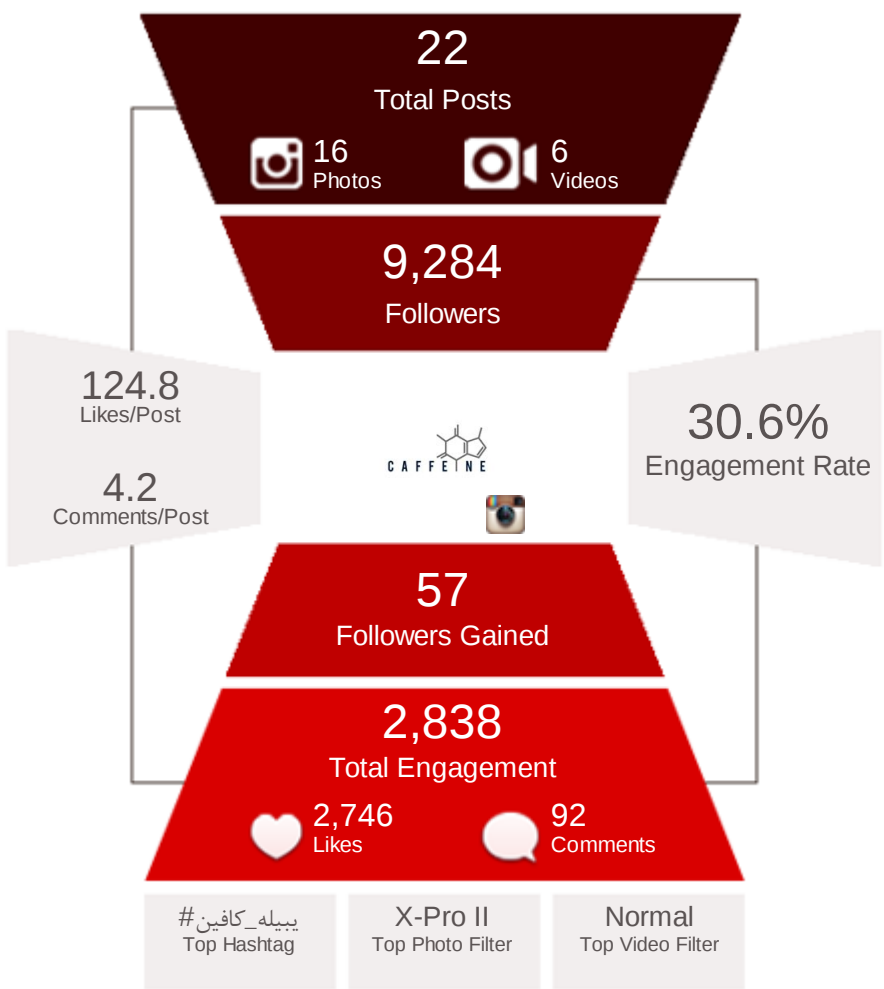 22
Total Posts
16
Photos
6
Videos
9,284
Followers
124.8
Likes/Post
4.2
Comments/Post
CAFFEINE
30.6%
Engagement Rate
57
Followers Gained
2,838
Total Engagement
2,746
Likes
92
Comments
#يبيله_كافين
Top Hashtag
X-Pro II
Top Photo Filter
Normal
Top Video Filter